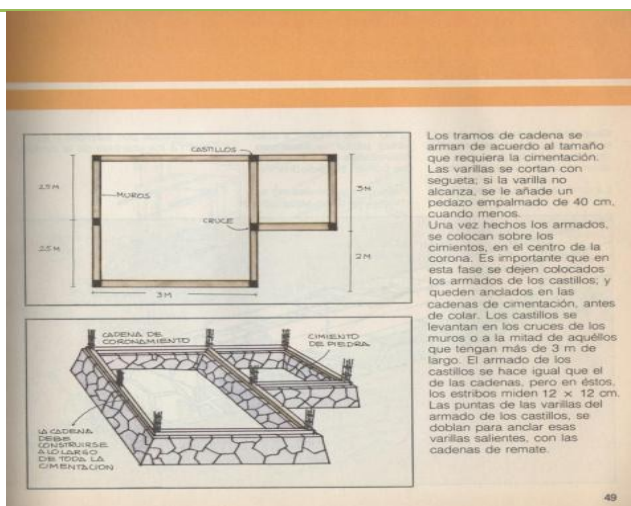 CASTILLOS
2.5 M
MUROS
3 M
CRUCE
2.5 M
2 M
3 M
CADENA DE
CORONAMIENTO
CIMIENTO
DE PIEDRA
LA CADENA
DEBE
CONSTRUIRSE
A LO LARGO
DE TODA LA
CIMENTACION
Los tramos de cadena se
arman de acuerdo al tamaño
que requiera la cimentación.
Las varillas se cortan con
segueta; si la varilla no
alcanza, se le añade un
pedazo empalmado de 40 cm,
cuando menos.
Una vez hechos los armados,
se colocan sobre los
cimientos, en el centro de la
corona. Es importante que en
esta fase se dejen colocados
los armados de los castillos; y
queden anclados en las
cadenas de cimentación, antes
de colar. Los castillos se
levantan en los cruces de los
muros o a la mitad de aquéllos
que tengan más de 3 m de
largo. El armado de los
castillos se hace igual que el
de las cadenas, pero en éstos,
los estribos miden 12 × 12 cm.
Las puntas de las varillas del
armado de los castillos, se
doblan para anclar esas
varillas salientes, con las
cadenas de remate.
49